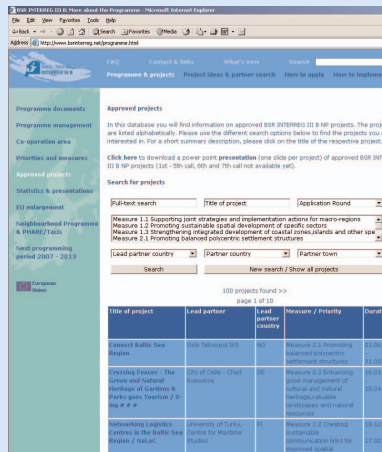 BSR INTERREG III B: More about the Programme - Microsoft Internet Explorer
File Edit View Favorites Tools Help
Back Search Favorites Media
Address http://www.bsrinterreg.net/programme.html
BSR INTERREG III B
FAQ Contact & links What's new Search
Programme & projects Project ideas & partner search How to apply How to impleme
Programme documents
Programme management
Co-operation area
Priorities and measures
Approved projects
Statistics & presentations
EU enlargement
Neighbourhood Programme
& PHARE/Tacis
Next programming
period 2007 - 2013
European
Union
Approved projects
In this database you will find information on approved BSR INTERREG III B & NP projects. The proj
are listed alphabetically. Please use the different search options below to find the projects you a
interested in. For a short summary description, please click on the title of the respective project.
Click here to download a power point presentation (one slide per project) of approved BSR INT
III B & NP projects (1st - 5th call, 6th and 7th call not available yet).
Search for projects
Full-text search Title of project Application Round
Measure 1.1 Supporting joint strategies and implementation actions for macro-regions
Measure 1.2 Promoting sustainable spatial development of specific sectors
Measure 1.3 Strengthening integrated development of coastal zones,islands and other spe
Measure 2.1 Promoting balanced polycentric settlement structures
Lead partner country Partner country Partner town
Search New search / Show all projects
100 projects found >>
page 1 of 10
Title of project Lead partner Lead partner country Measure / Priority Durat
Connect Baltic Sea
Region
Oslo Teknopol IKS
NO
Measure 2.1 Promoting
balanced polycentric
settlement structures
Crossing Fences - The
Green and Natural
Heritage of Gardens &
Parks goes Tourism / X-
ing # # #
City of Celle - Chief
Executive
DE
Measure 2.3 Enhancing
good management of
cultural and natural
heritage,valuable
landscapes and natural
resources
Networking Logistics
Centres in the Baltic Sea
Region / NeLoC
University of Turku,
Centre for Maritime
Studies
FI
Measure 2.2 Creating
sustainable
communication links for
improved spatial